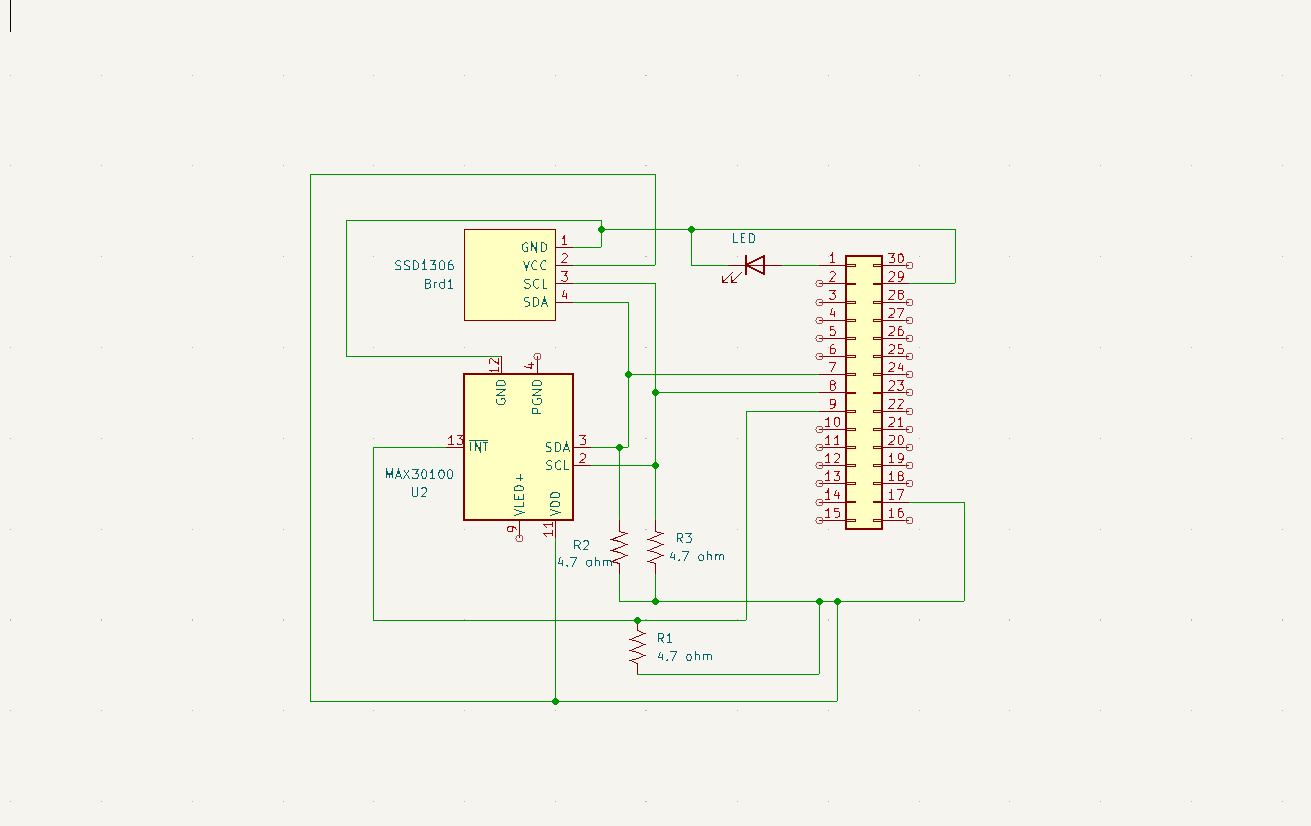 LED
SSD1306
Brd1
GND 1
VCC 2
SCL 3
SDA 4
1 30
2 29
3 28
4 27
5 26
6 25
7 24
8 23
9 22
10 21
11 20
12 19
13 18
14 17
15 16
12 4
GND PGND
13 INT
SDA 3
SCL 2
MAX30100
U2
VLED+ VDD
9 11
R2
4.7 ohm
R3
4.7 ohm
R1
4.7 ohm